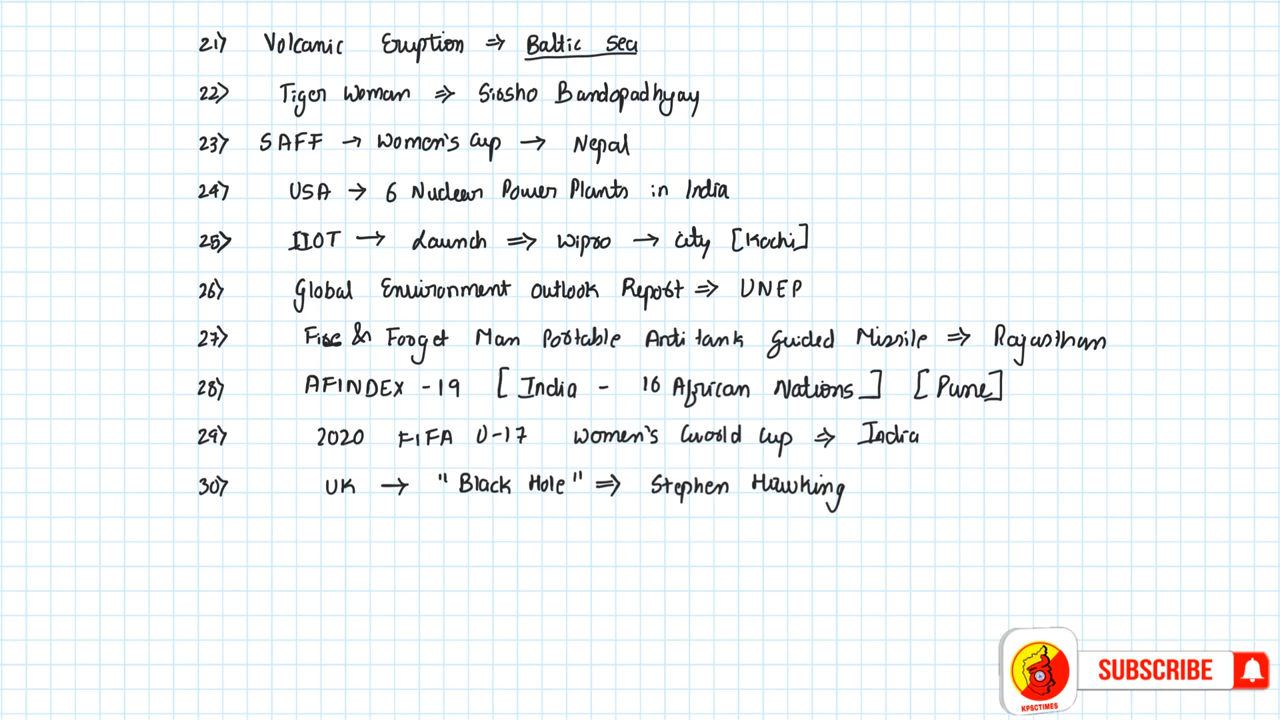 21) Volcanic Eruption ⇒ Baltic Sea
22) Tiger Woman ⇒ Siosho Bandopadhyay
23) SAFF → Women's Cup → Nepal
24) USA → 6 Nuclear Power Plants in India
25) IIOT → Launch ⇒ Wipro → City [Kochi]
26) Global Environment Outlook Report ⇒ UNEP
27) Fire & Forget Man Portable Anti tank Guided Missile ⇒ Rajasthan
28) AFINDEX - 19 [India - 16 African Nations] [Pune]
29) 2020 FIFA U-17 Women's World Cup ⇒ India
30) UK → "Black Hole" ⇒ Stephen Hawking
SUBSCRIBE
KPSCTIMES